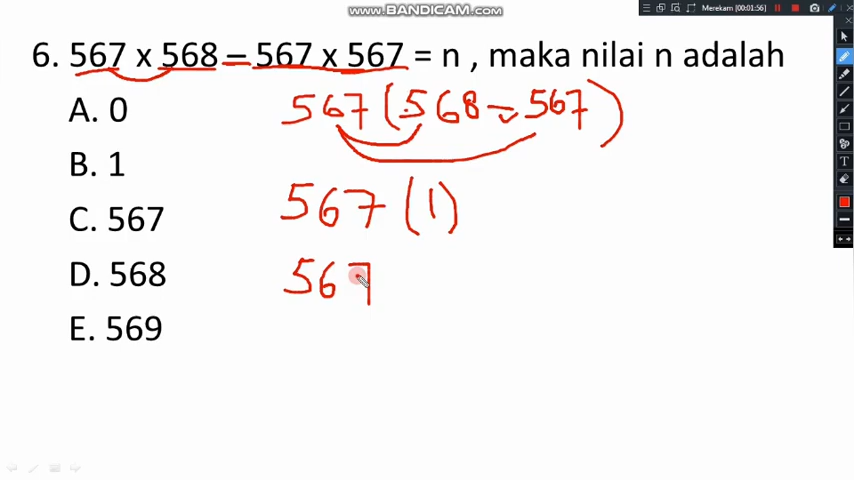 www.BANDICAM.com
Merekam (00:01:56)
6. 567 x 568 – 567 x 567 = n , maka nilai n adalah
A. 0
B. 1
C. 567
D. 568
E. 569
567 ( 568 - 567 )
567 (1)
567